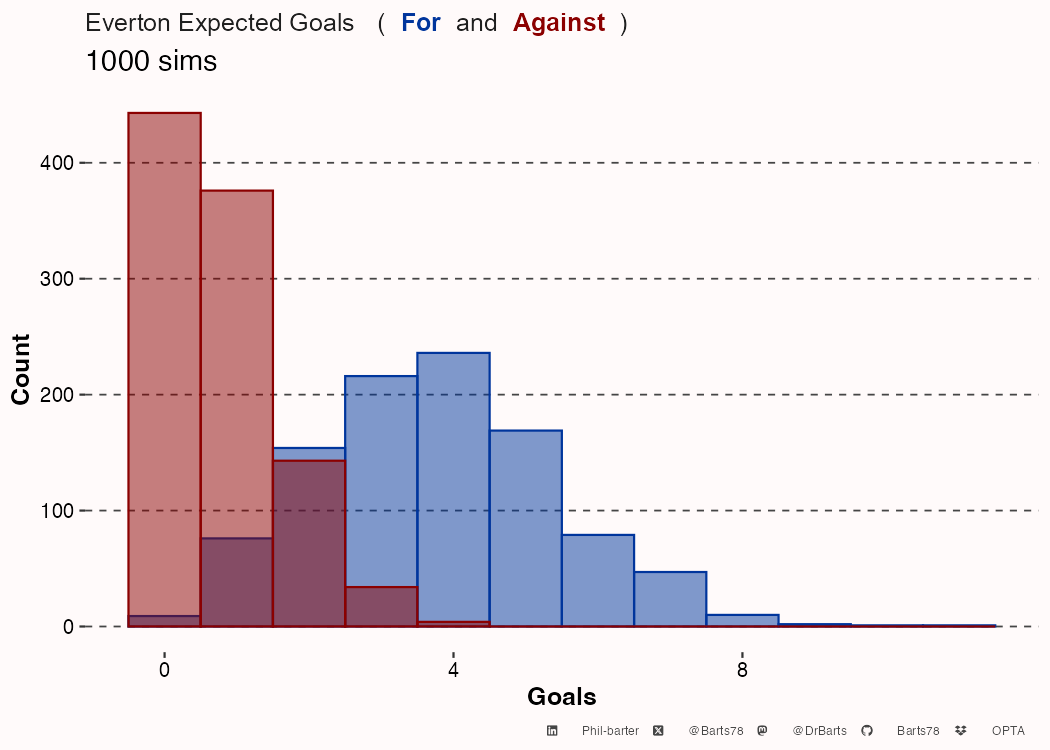 Everton Expected Goals ( For and Against )
1000 sims
400
300
200
100
0
Count
0 4 8
Goals
Phil-barter @Barts78 @DrBarts Barts78 OPTA